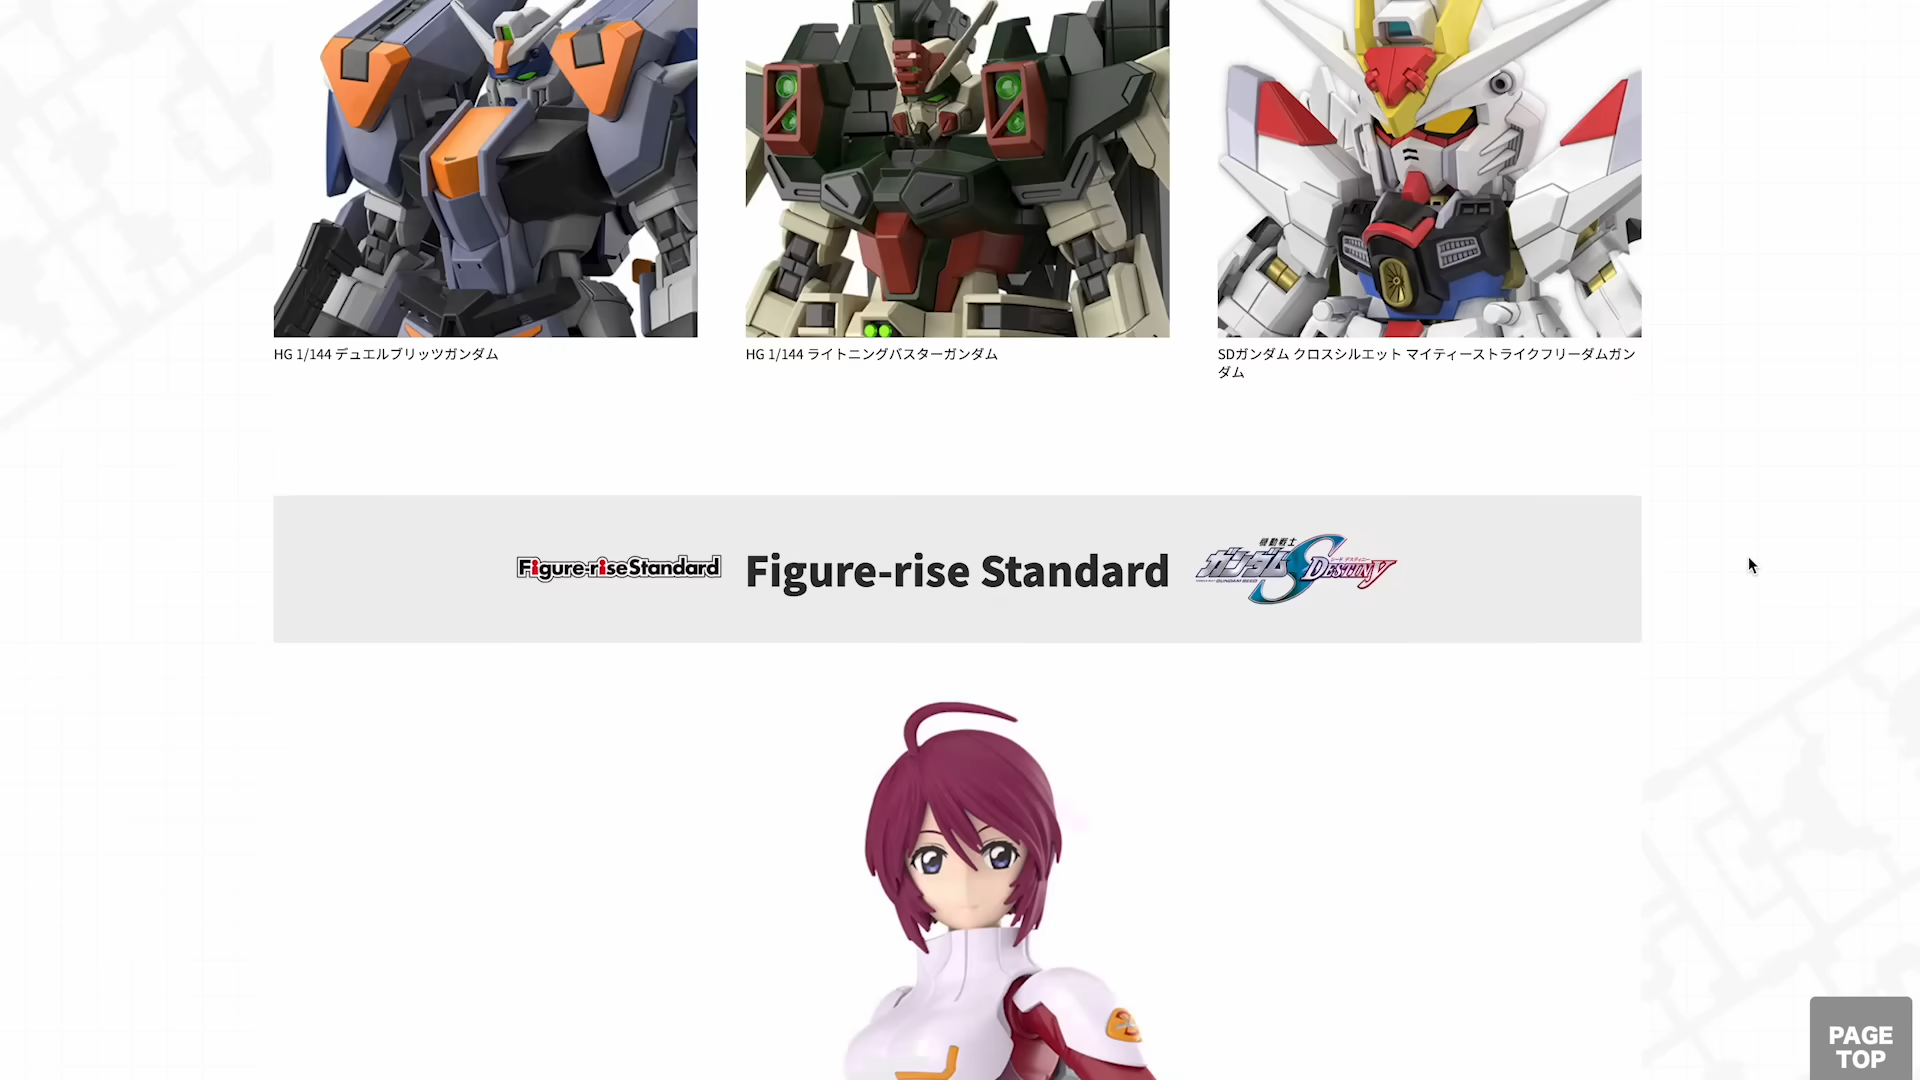 HG 1/144 デュエルブリッツガンダム
HG 1/144 ライトニングバスターガンダム
SDガンダム クロスシルエット マイティーストライクフリーダムガン
ダム
Figure-riseStandard
Figure-rise Standard
機動戦士
ガンダムSEED DESTINY
PAGE
TOP